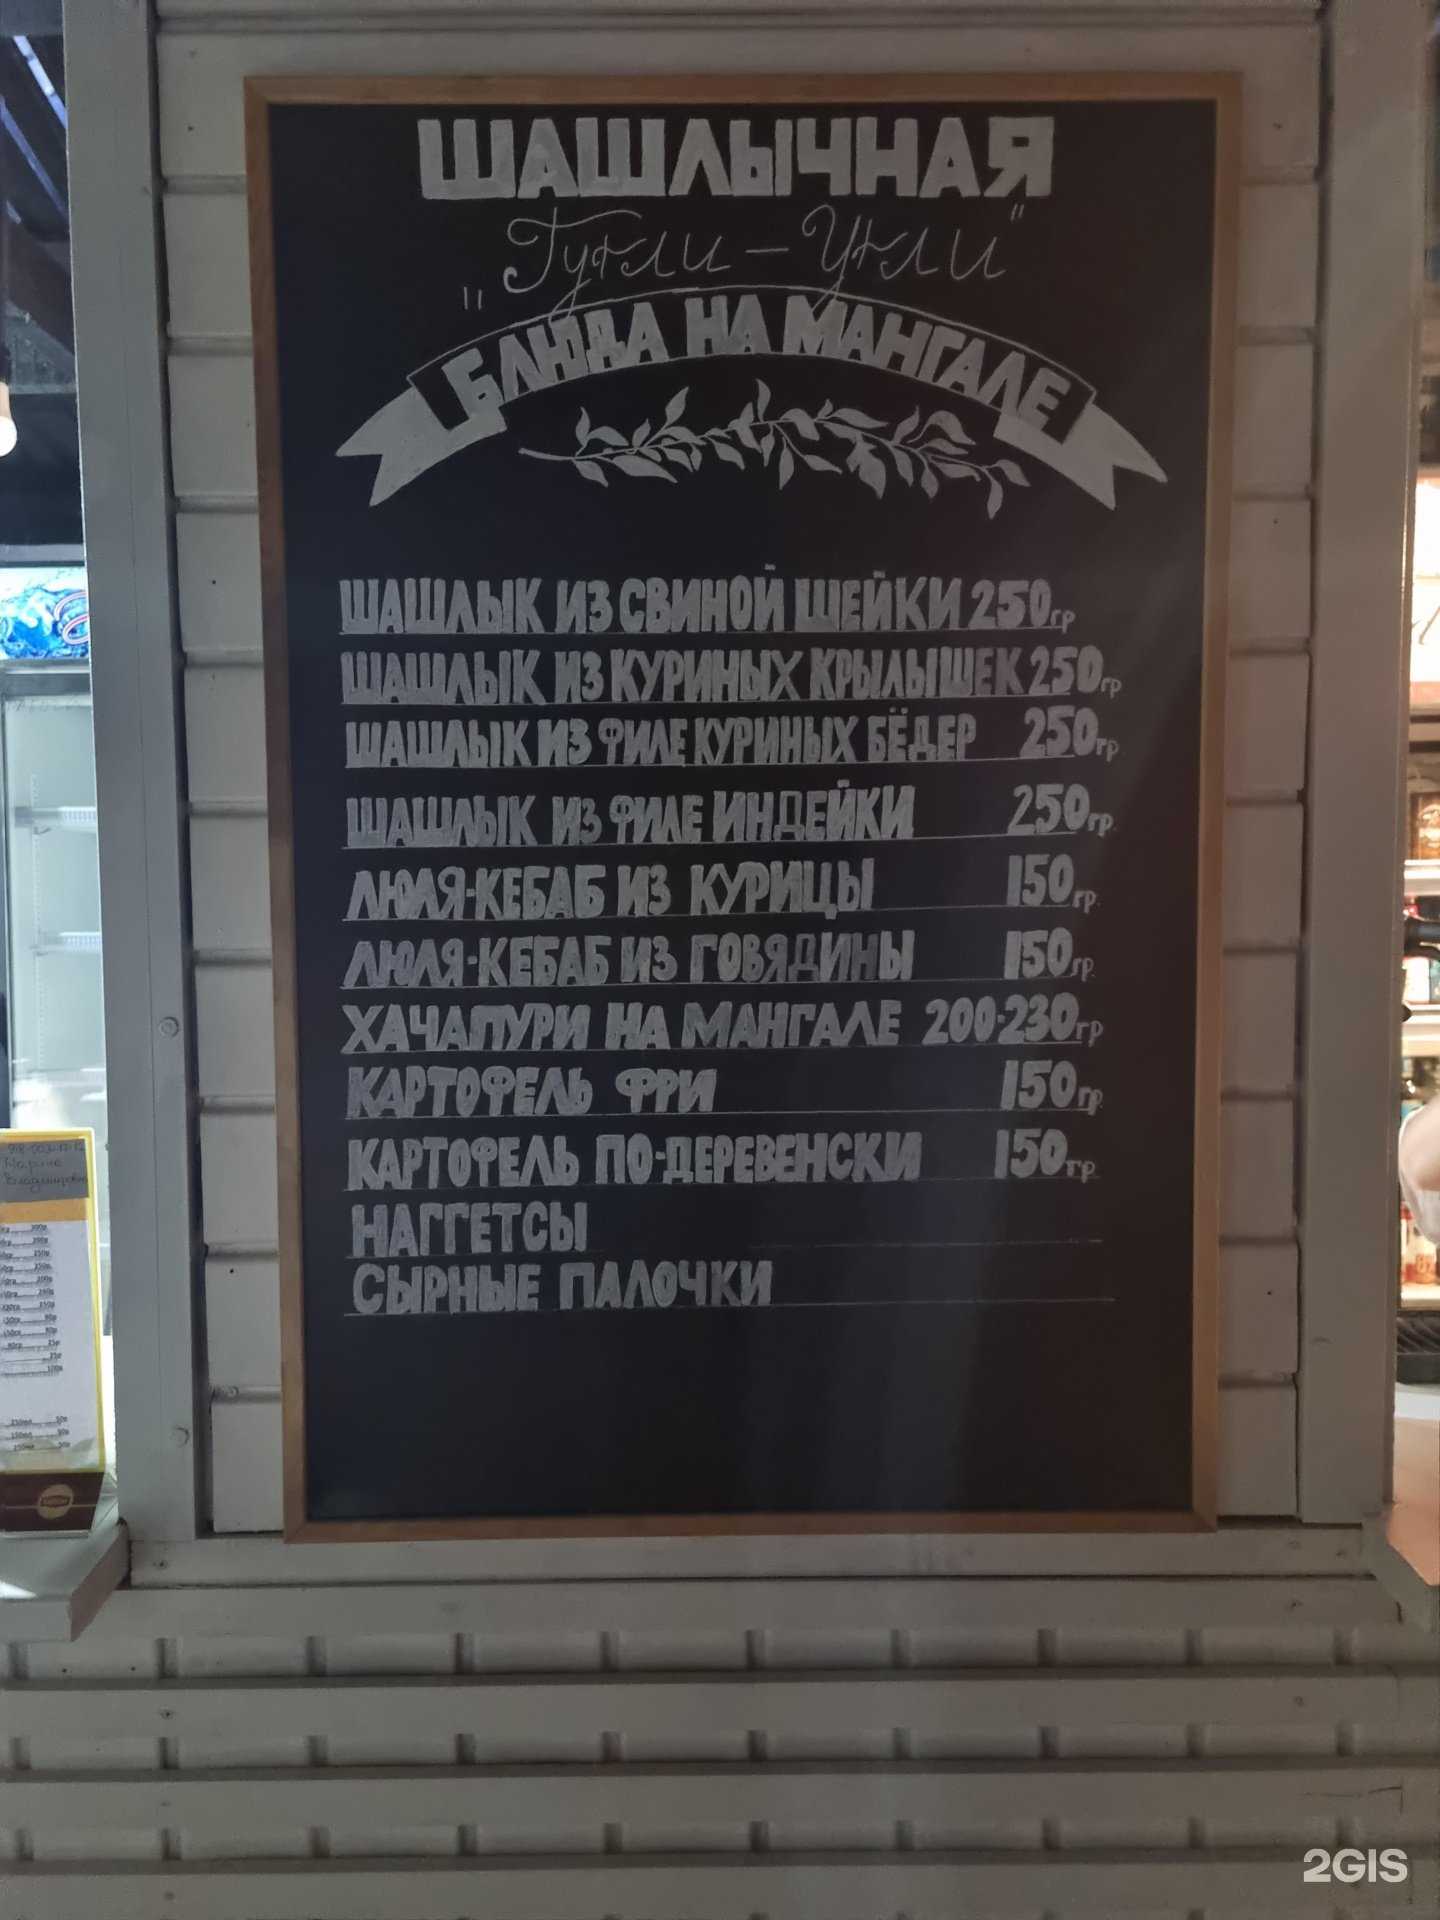 ШАШЛЫЧНАЯ
"Гугли-Угли"
БЛЮДА НА МАНГАЛЕ
ШАШЛЫК ИЗ СВИНОЙ ШЕЙКИ 250гр
ШАШЛЫК ИЗ КУРИНЫХ КРЫЛЫШЕК 250гр
ШАШЛЫК ИЗ ФИЛЕ КУРИНЫХ БЁДЕР 250гр.
ШАШЛЫК ИЗ ФИЛЕ ИНДЕЙКИ 250гр.
ЛЮЛЯ-КЕБАБ ИЗ КУРИЦЫ 150гр.
ЛЮЛЯ-КЕБАБ ИЗ ГОВЯДИНЫ 150гр.
ХАЧАПУРИ НА МАНГАЛЕ 200-230гр
КАРТОФЕЛЬ ФРИ 150гр.
КАРТОФЕЛЬ ПО-ДЕРЕВЕНСКИ 150гр.
НАГГЕТСЫ
СЫРНЫЕ ПАЛОЧКИ
2GIS